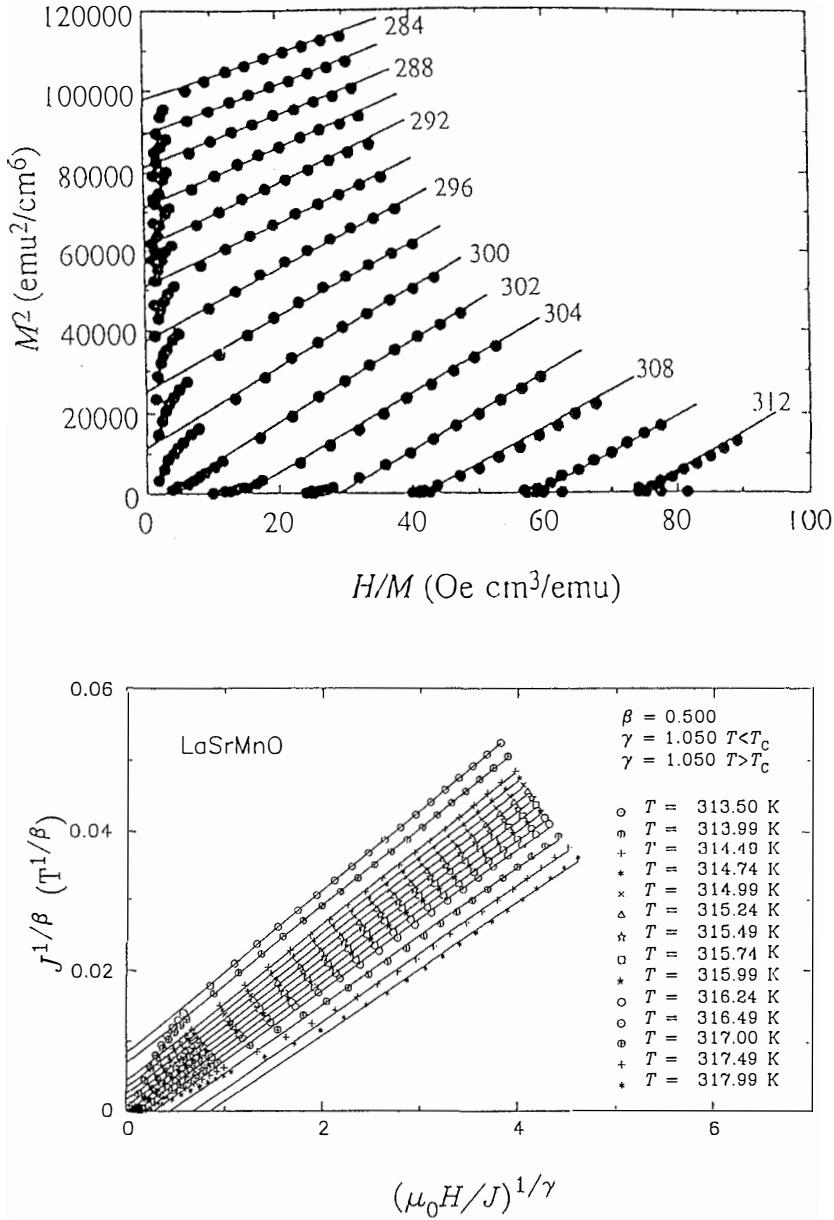 120000
100000
80000
60000
40000
20000
0
M² (emu²/cm⁶)
284
288
292
296
300
302
304
308
312
0 20 40 60 80 100
H/M (Oe cm³/emu)
0.06
0.04
0.02
0
J^{1/β} (T^{1/β})
LaSrMnO
β = 0.500
γ = 1.050 T<T_C
γ = 1.050 T>T_C
T = 313.50 K
T = 313.99 K
T = 314.49 K
T = 314.74 K
T = 314.99 K
T = 315.24 K
T = 315.49 K
T = 315.74 K
T = 315.99 K
T = 316.24 K
T = 316.49 K
T = 317.00 K
T = 317.49 K
T = 317.99 K
0 2 4 6
(μ₀H/J)^{1/γ}